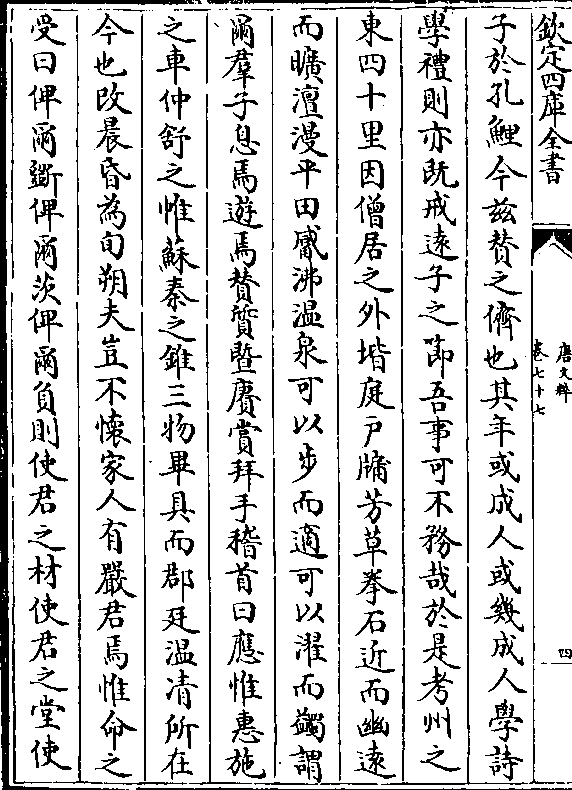 欽定四庫全書
唐文粹
卷七十七
四
子於孔鯉今兹賛之儕也其年或成人或幾成人學詩
學禮則亦既戒逺子之節吾事可不務哉於是考州之
東四十里因僧居之外堦庭户牖芳草拳石近而幽逺
而曠澶漫平田觱沸温泉可以步而適可以濯而蠲謂
爾羣子息焉遊焉賛質暨賡賞拜手稽首曰應惟惠施
之車仲舒之帷蘇秦之錐三物畢具而郡廷温凊所在
今也改晨昏為旬朔夫豈不懐家人有嚴君焉惟命之
受曰俾爾斵俾爾茨俾爾負則使君之材使君之堂使